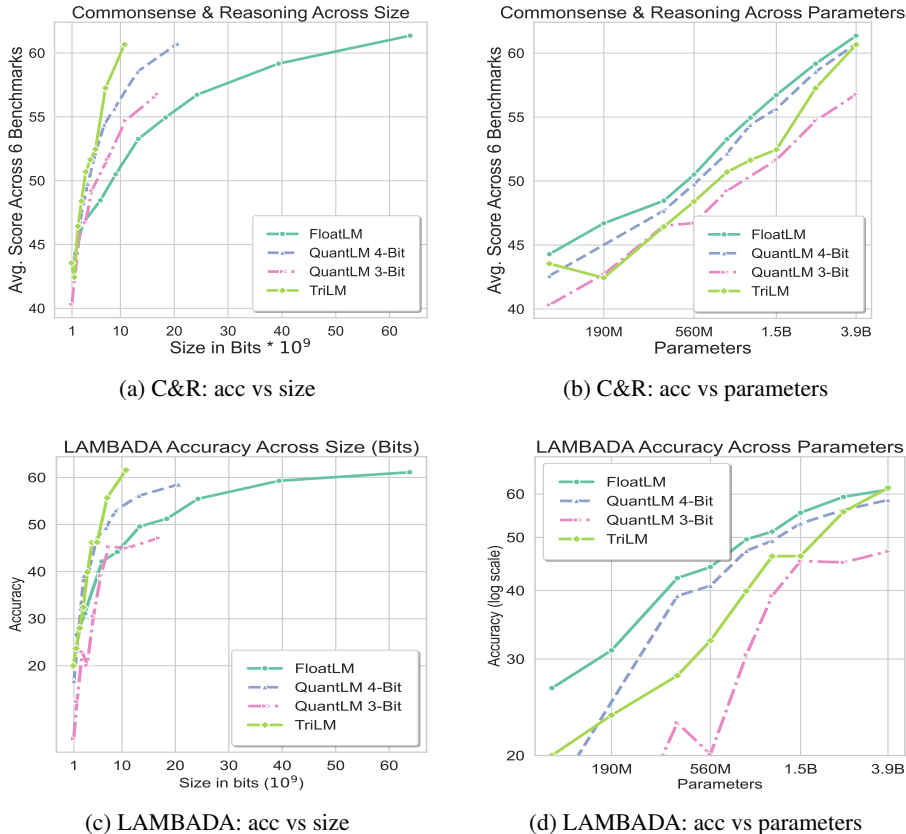 Commonsense & Reasoning Across Size
Avg. Score Across 6 Benchmarks
60
55
50
45
40
FloatLM
QuantLM 4-Bit
QuantLM 3-Bit
TriLM
1 10 20 30 40 50 60
Size in Bits * 10⁹
(a) C&R: acc vs size
Commonsense & Reasoning Across Parameters
Avg. Score Across 6 Benchmarks
60
55
50
45
40
FloatLM
QuantLM 4-Bit
QuantLM 3-Bit
TriLM
190M 560M 1.5B 3.9B
Parameters
(b) C&R: acc vs parameters
LAMBADA Accuracy Across Size (Bits)
Accuracy
60
50
40
30
20
FloatLM
QuantLM 4-Bit
QuantLM 3-Bit
TriLM
1 10 20 30 40 50 60
Size in bits (10⁹)
(c) LAMBADA: acc vs size
LAMBADA Accuracy Across Parameters
Accuracy (log scale)
FloatLM
QuantLM 4-Bit
QuantLM 3-Bit
TriLM
60
50
40
30
20
190M 560M 1.5B 3.9B
Parameters
(d) LAMBADA: acc vs parameters